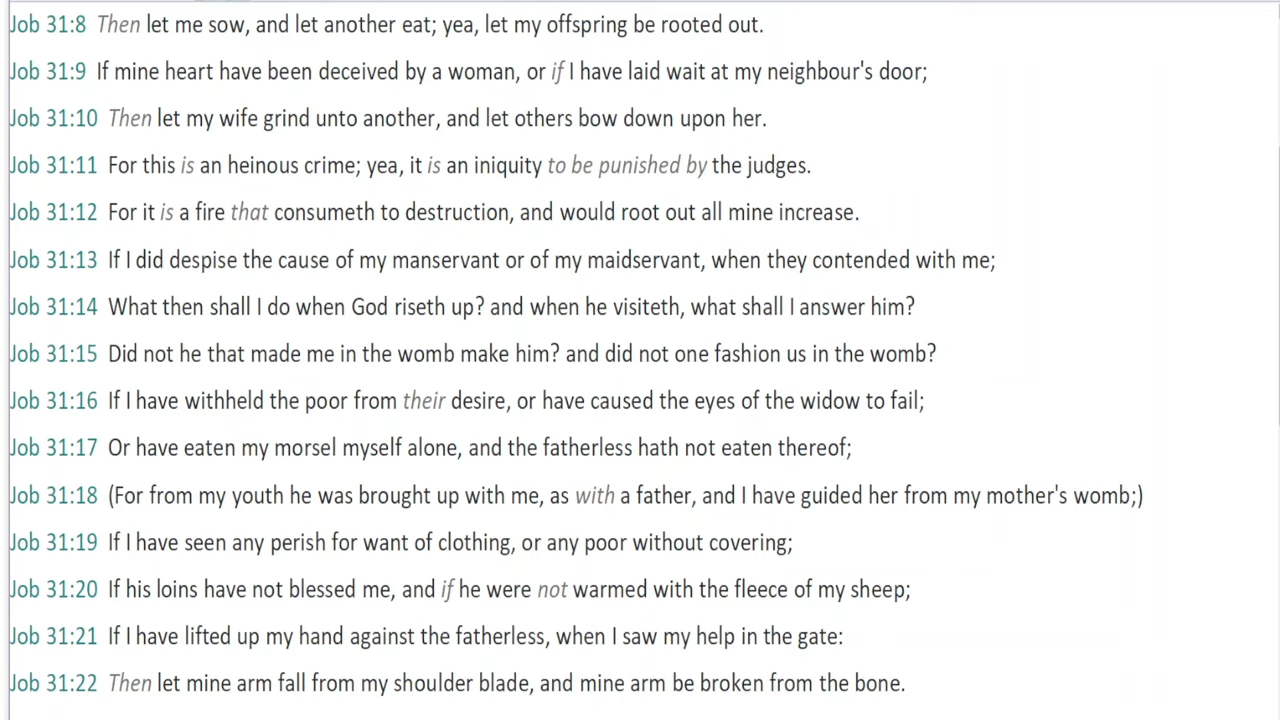 Job 31:8 Then let me sow, and let another eat; yea, let my offspring be rooted out.
Job 31:9 If mine heart have been deceived by a woman, or if I have laid wait at my neighbour's door;
Job 31:10 Then let my wife grind unto another, and let others bow down upon her.
Job 31:11 For this is an heinous crime; yea, it is an iniquity to be punished by the judges.
Job 31:12 For it is a fire that consumeth to destruction, and would root out all mine increase.
Job 31:13 If I did despise the cause of my manservant or of my maidservant, when they contended with me;
Job 31:14 What then shall I do when God riseth up? and when he visiteth, what shall I answer him?
Job 31:15 Did not he that made me in the womb make him? and did not one fashion us in the womb?
Job 31:16 If I have withheld the poor from their desire, or have caused the eyes of the widow to fail;
Job 31:17 Or have eaten my morsel myself alone, and the fatherless hath not eaten thereof;
Job 31:18 (For from my youth he was brought up with me, as with a father, and I have guided her from my mother's womb;)
Job 31:19 If I have seen any perish for want of clothing, or any poor without covering;
Job 31:20 If his loins have not blessed me, and if he were not warmed with the fleece of my sheep;
Job 31:21 If I have lifted up my hand against the fatherless, when I saw my help in the gate:
Job 31:22 Then let mine arm fall from my shoulder blade, and mine arm be broken from the bone.